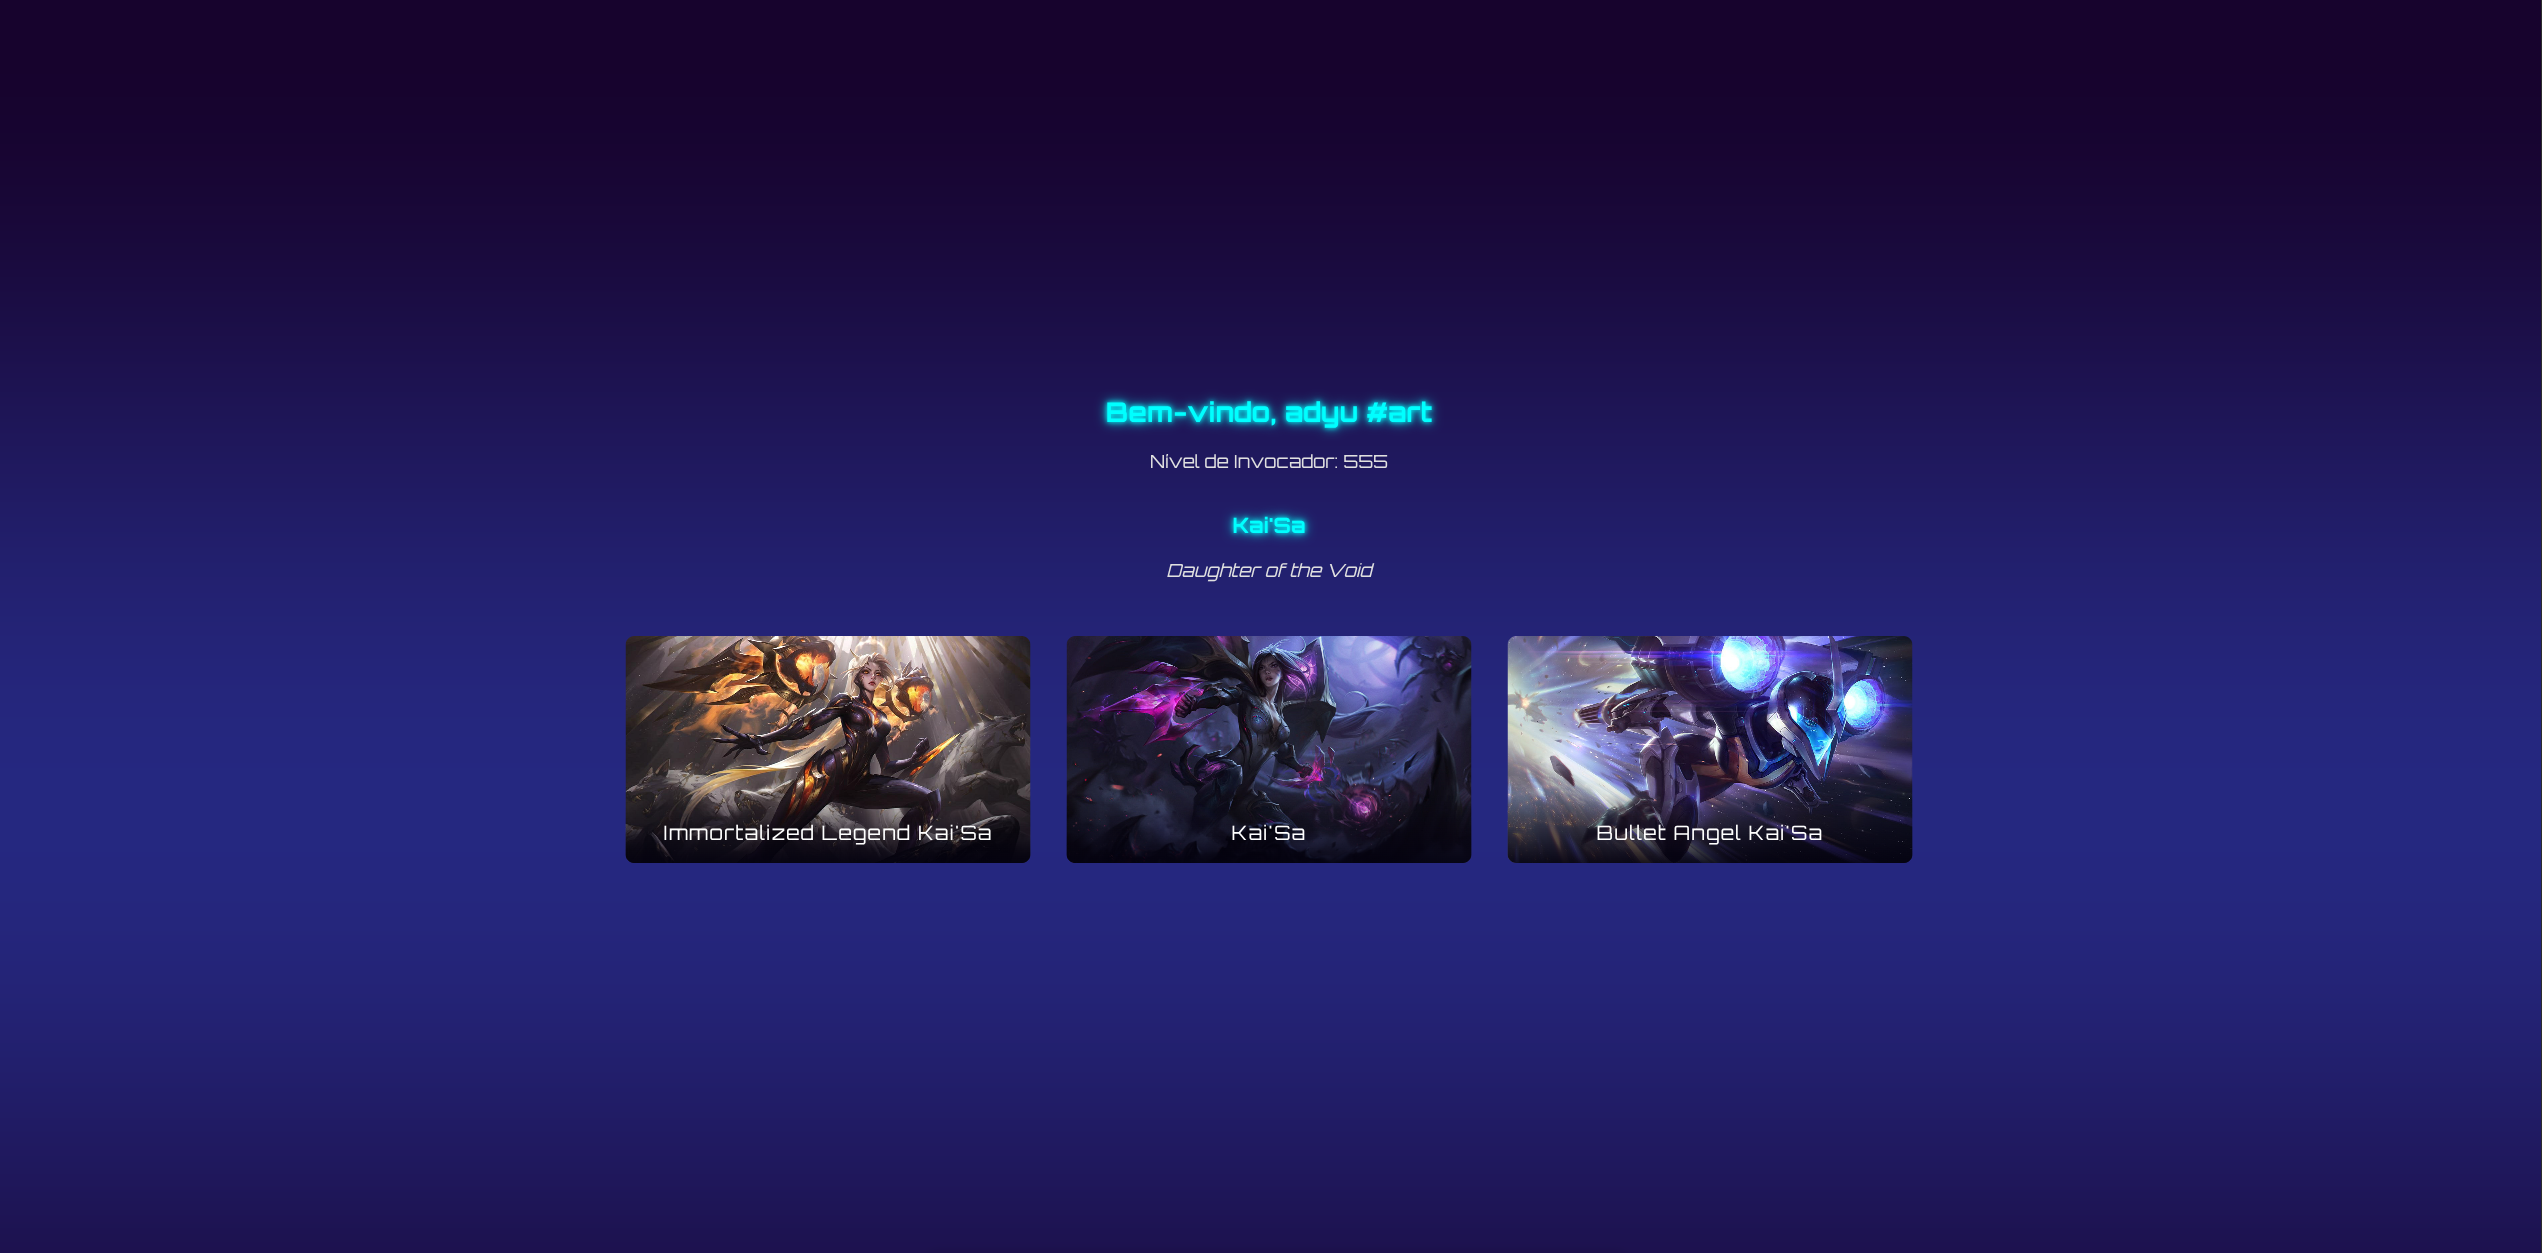 Bem-vindo, adyu #art
Nível de Invocador: 555
Kai'Sa
Daughter of the Void
Immortalized Legend Kai'Sa
Kai'Sa
Bullet Angel Kai'Sa